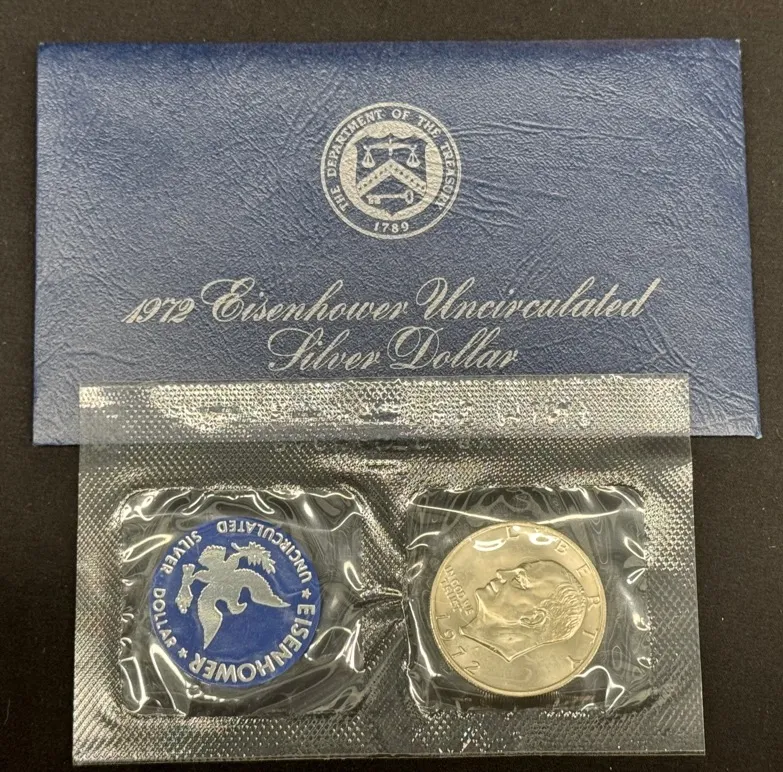 THE DEPARTMENT OF THE TREASURY
1789
1972 Eisenhower Uncirculated
Silver Dollar
EISENHOWER
UNCIRCULATED
SILVER DOLLAR
LIBERTY
IN GOD WE
TRUST
1972